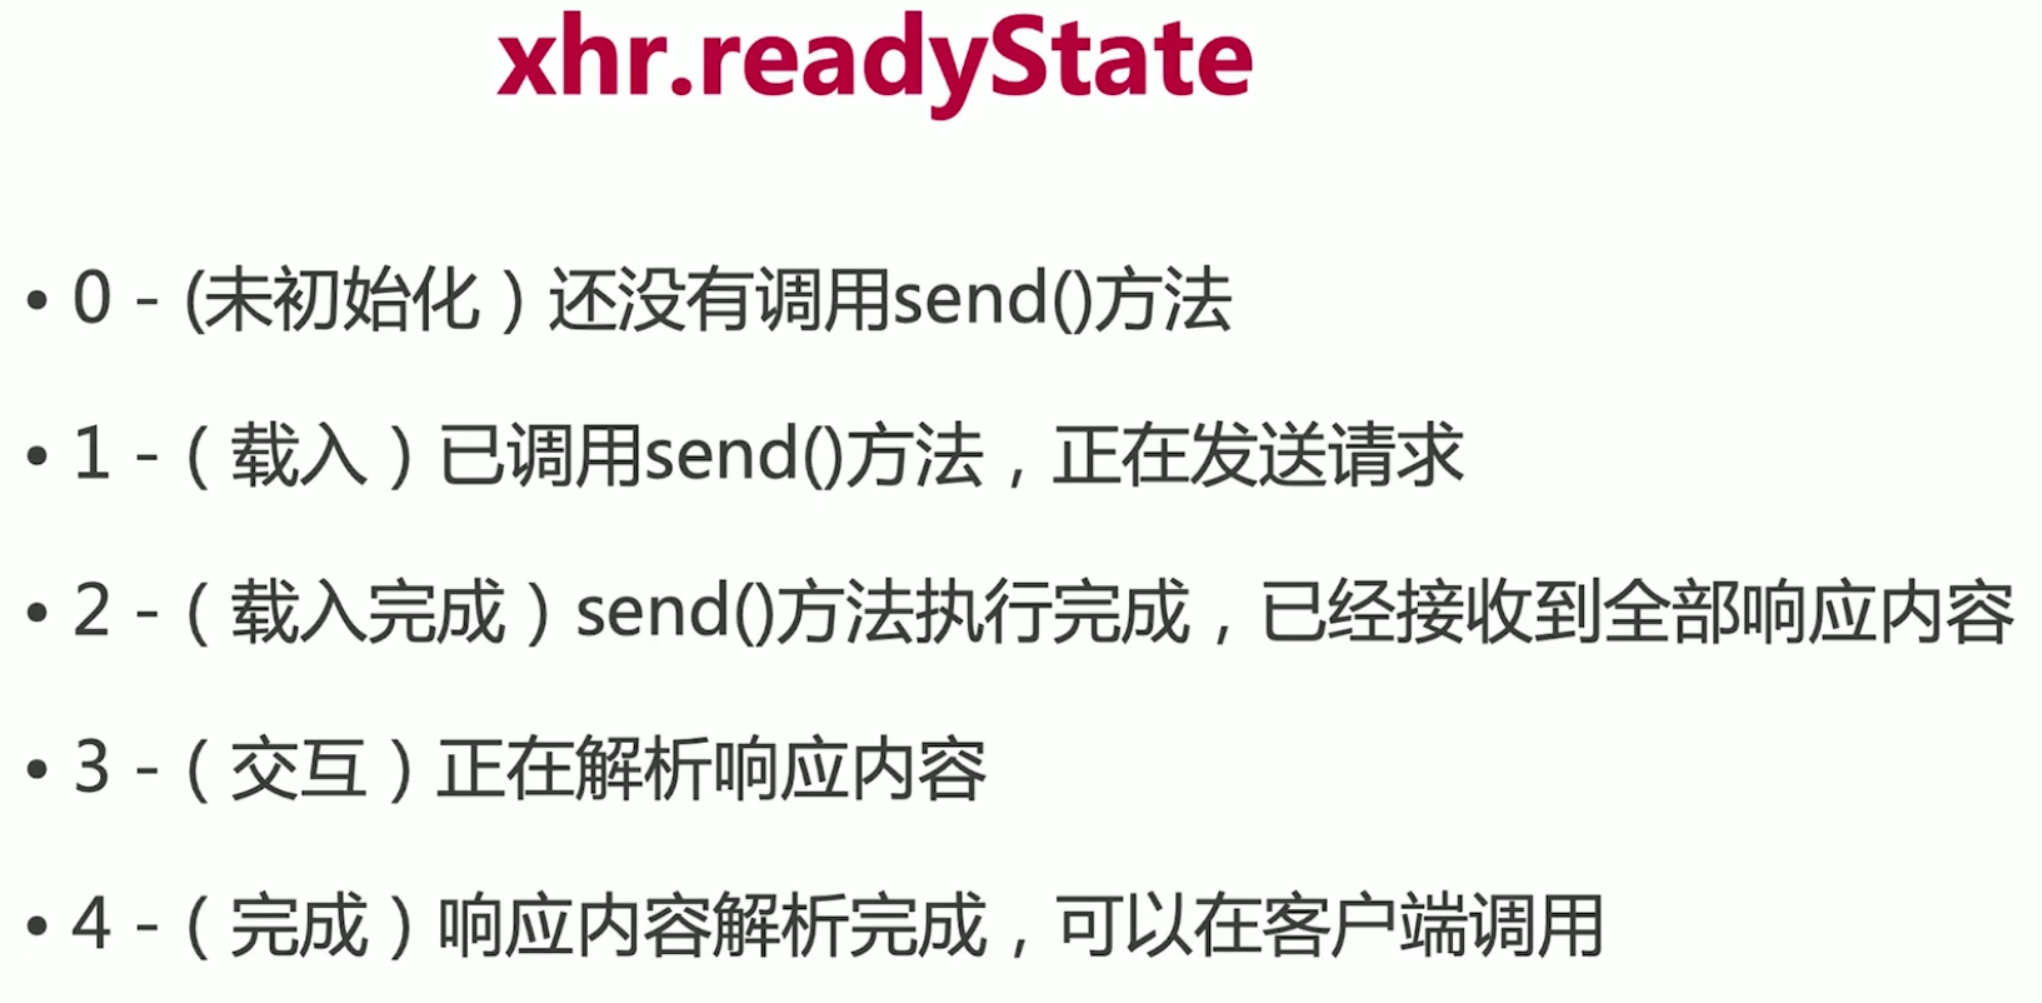 xhr.readyState
• 0 - (未初始化）还没有调用send()方法
• 1 -（载入）已调用send()方法，正在发送请求
• 2 -（载入完成）send()方法执行完成，已经接收到全部响应内容
• 3 -（交互）正在解析响应内容
• 4 -（完成）响应内容解析完成，可以在客户端调用